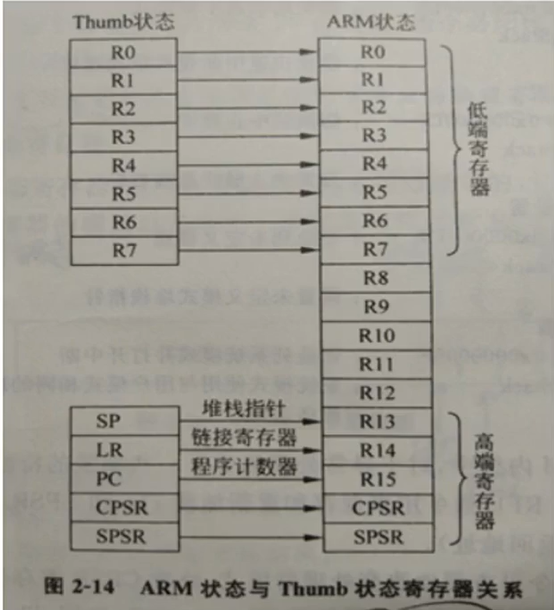 Thumb状态 ARM状态
R0 R0
R1 R1
R2 R2
R3 R3
R4 R4
R5 R5
R6 R6
R7 R7
低端寄存器
R8
R9
R10
R11
R12
SP 堆栈指针 R13
LR 链接寄存器 R14
PC 程序计数器 R15
CPSR CPSR
SPSR SPSR
高端寄存器
图 2-14 ARM 状态与 Thumb 状态寄存器关系